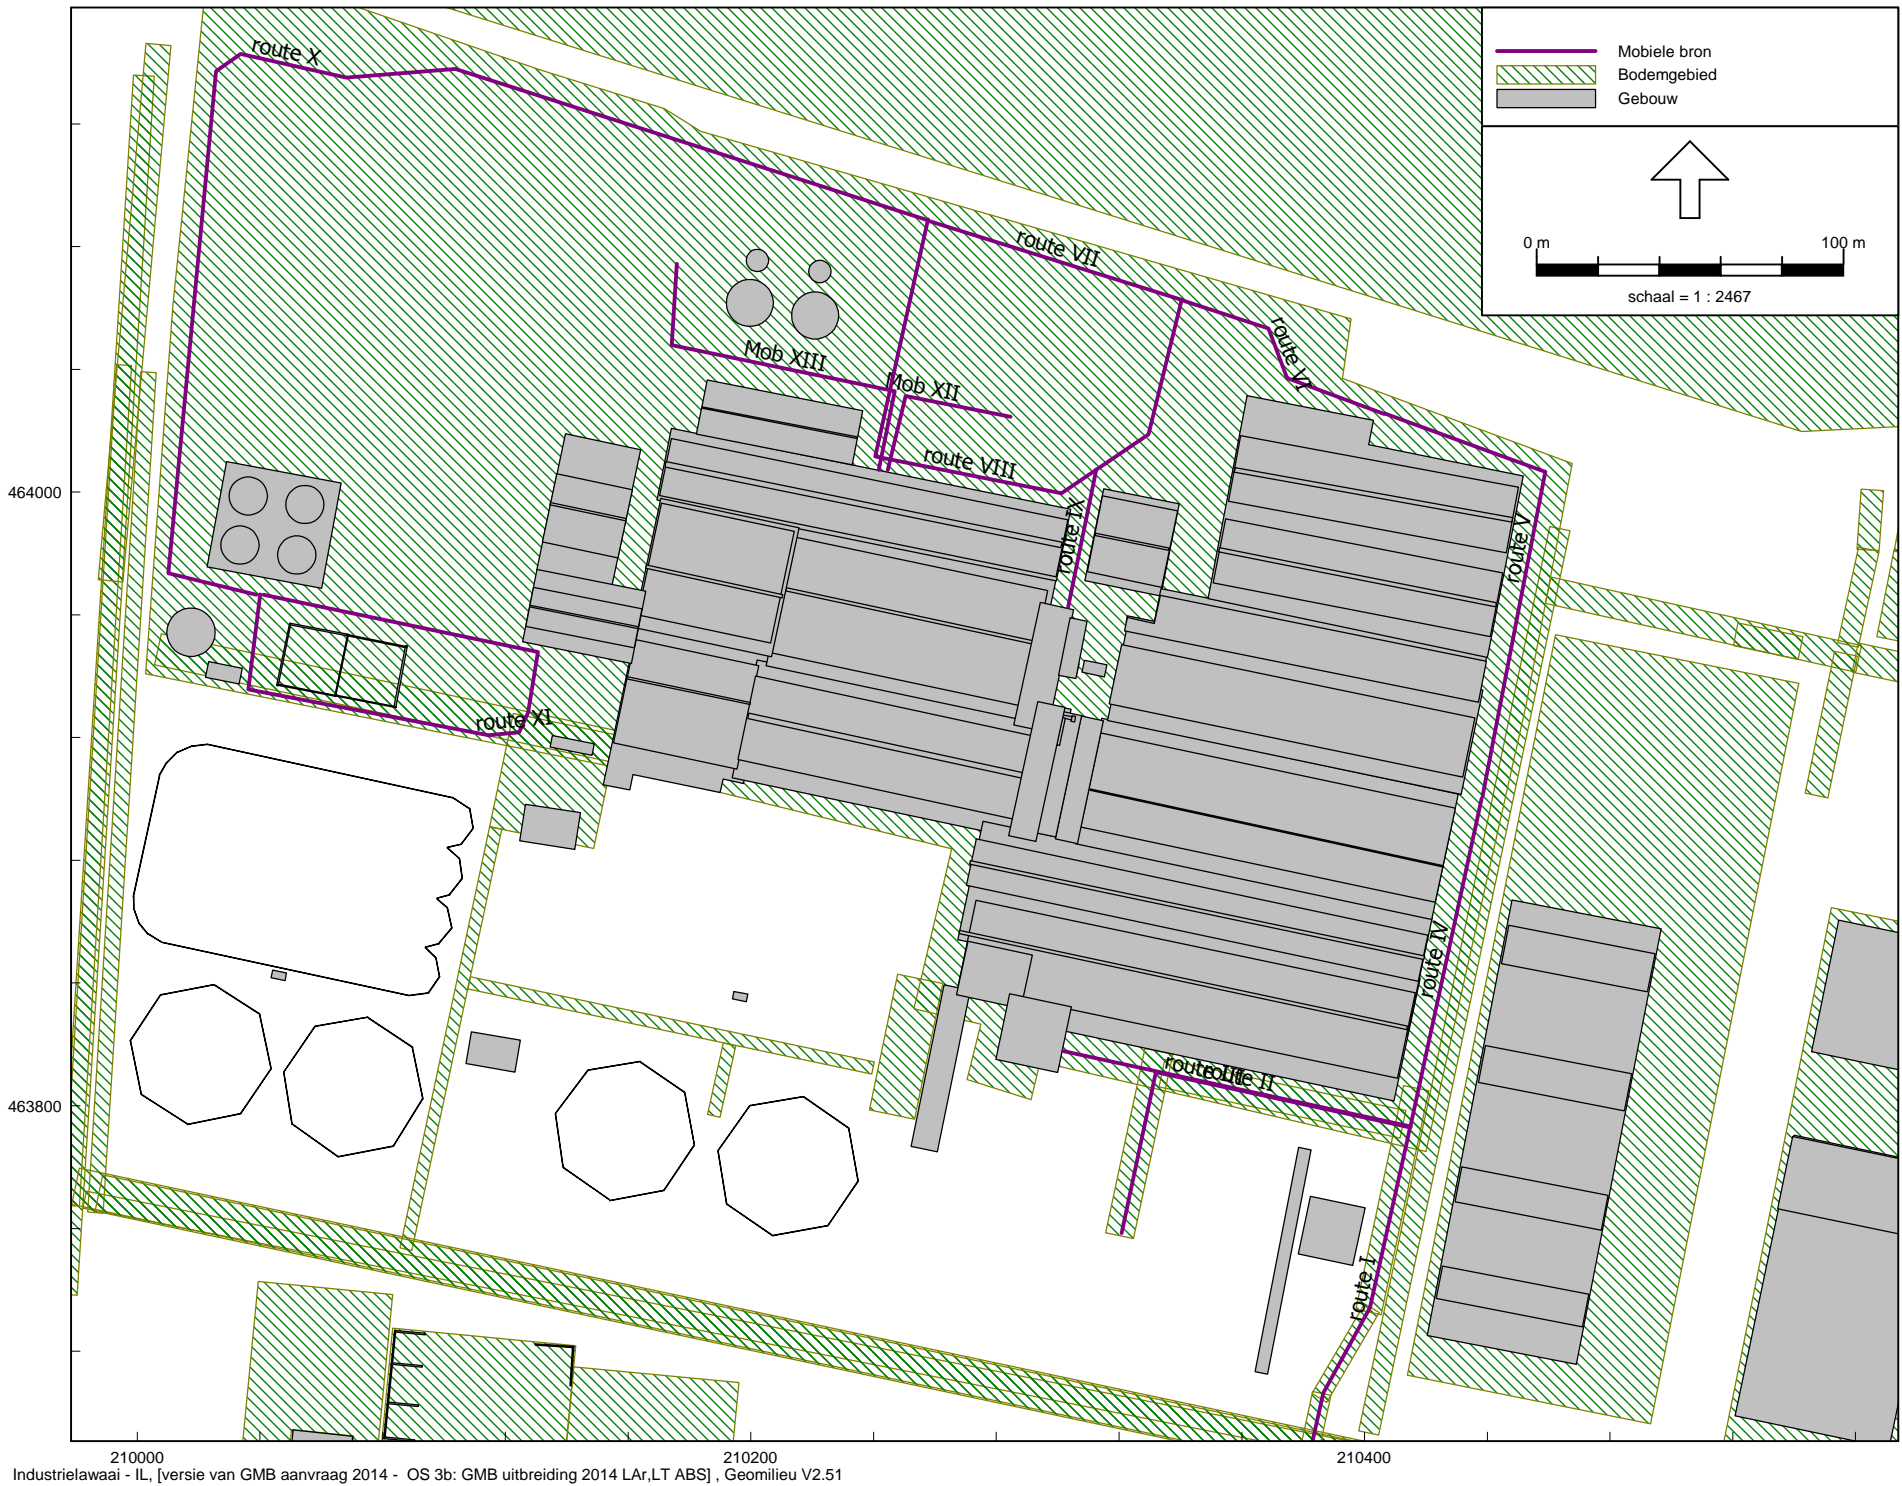 route X
Mobiele bron
Bodemgebied
Gebouw
0 m
100 m
schaal = 1 : 2467
route VII
route VI
Mob XIII
Mob XII
route VIII
route IX
route V
464000
route XI
route IV
route III
route II
463800
route I
210000
210200
210400
Industrielawaai - IL, [versie van GMB aanvraag 2014 - OS 3b: GMB uitbreiding 2014 LAr,LT ABS] , Geomilieu V2.51